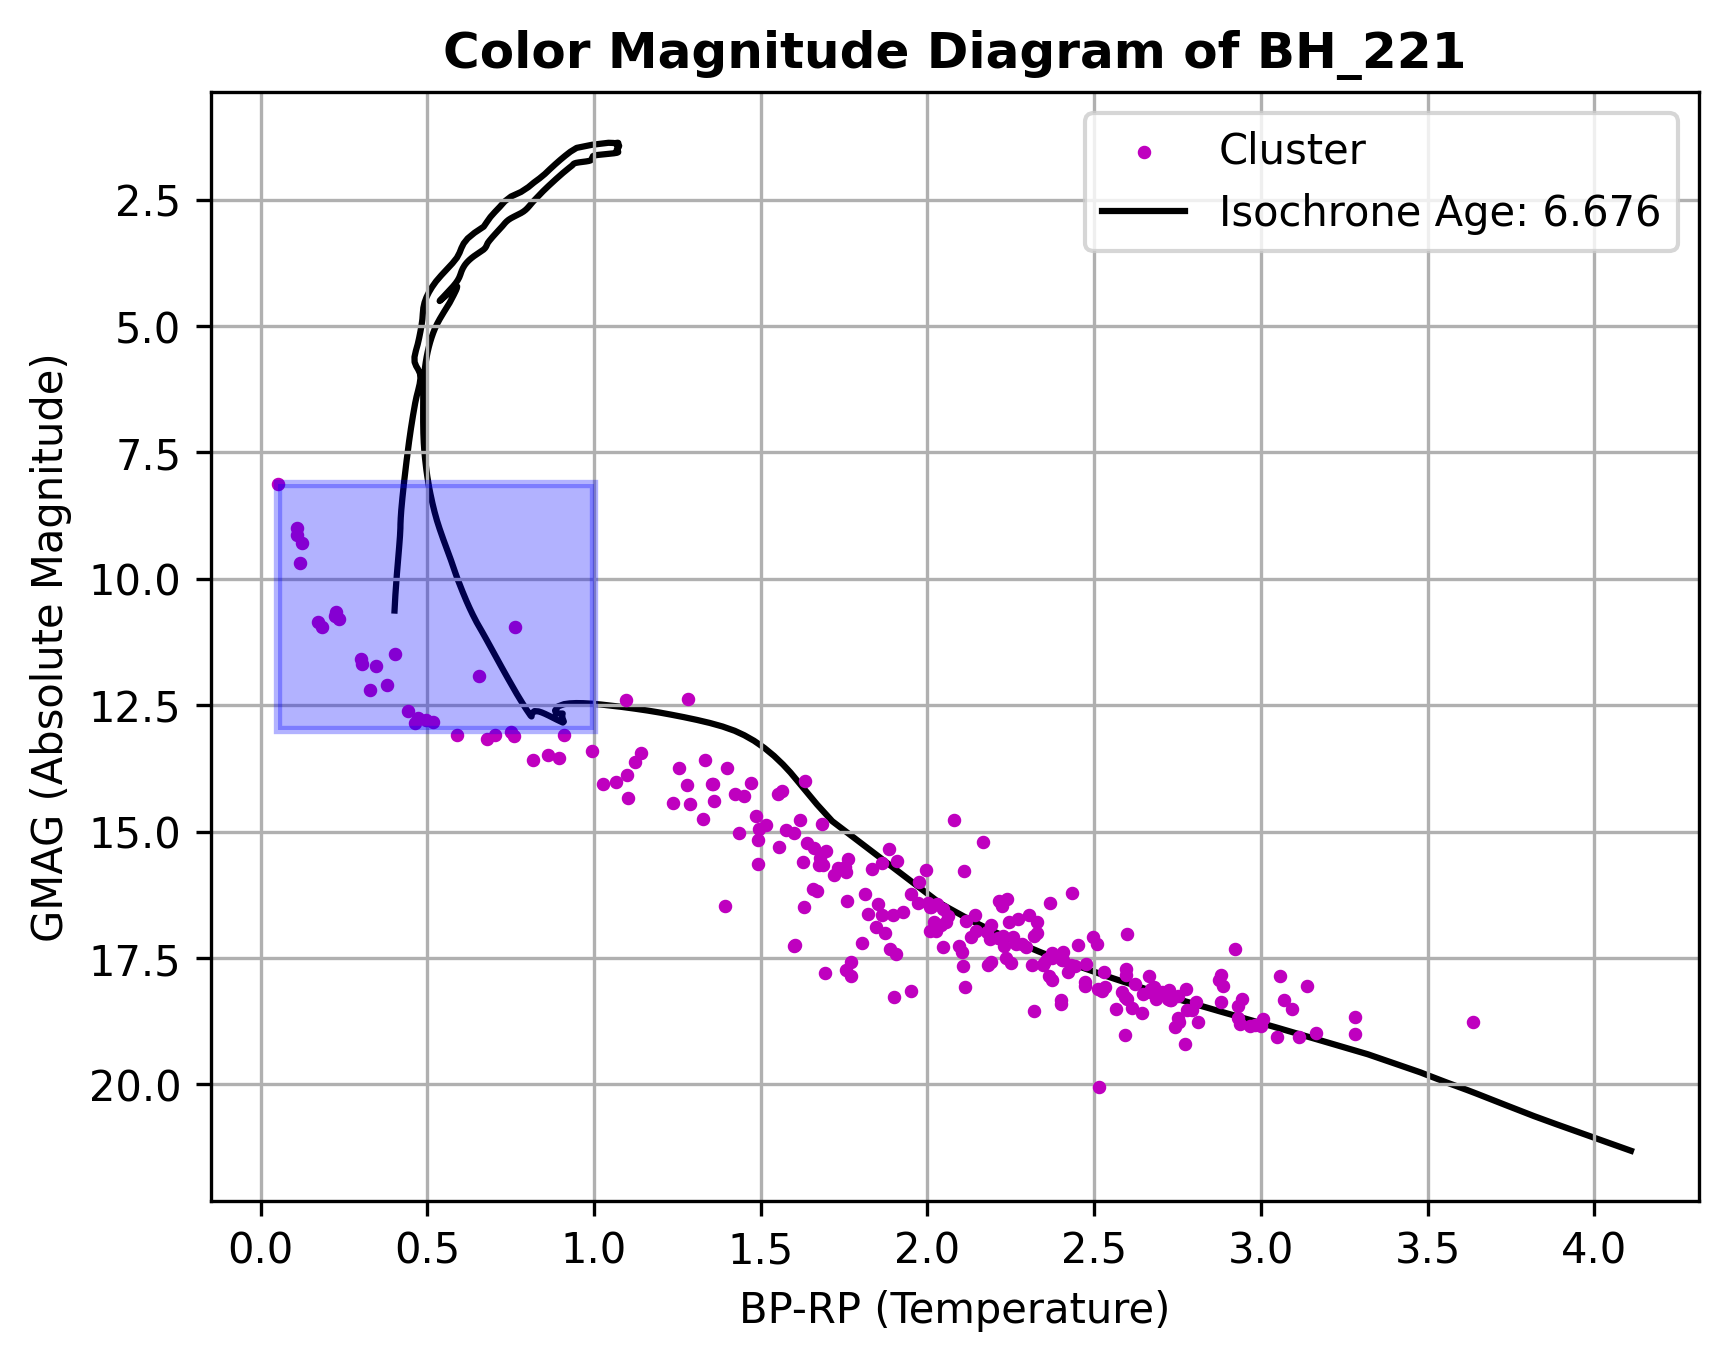 Color Magnitude Diagram of BH_221
Cluster
Isochrone Age: 6.676
GMAG (Absolute Magnitude)
2.5
5.0
7.5
10.0
12.5
15.0
17.5
20.0
0.0 0.5 1.0 1.5 2.0 2.5 3.0 3.5 4.0
BP-RP (Temperature)